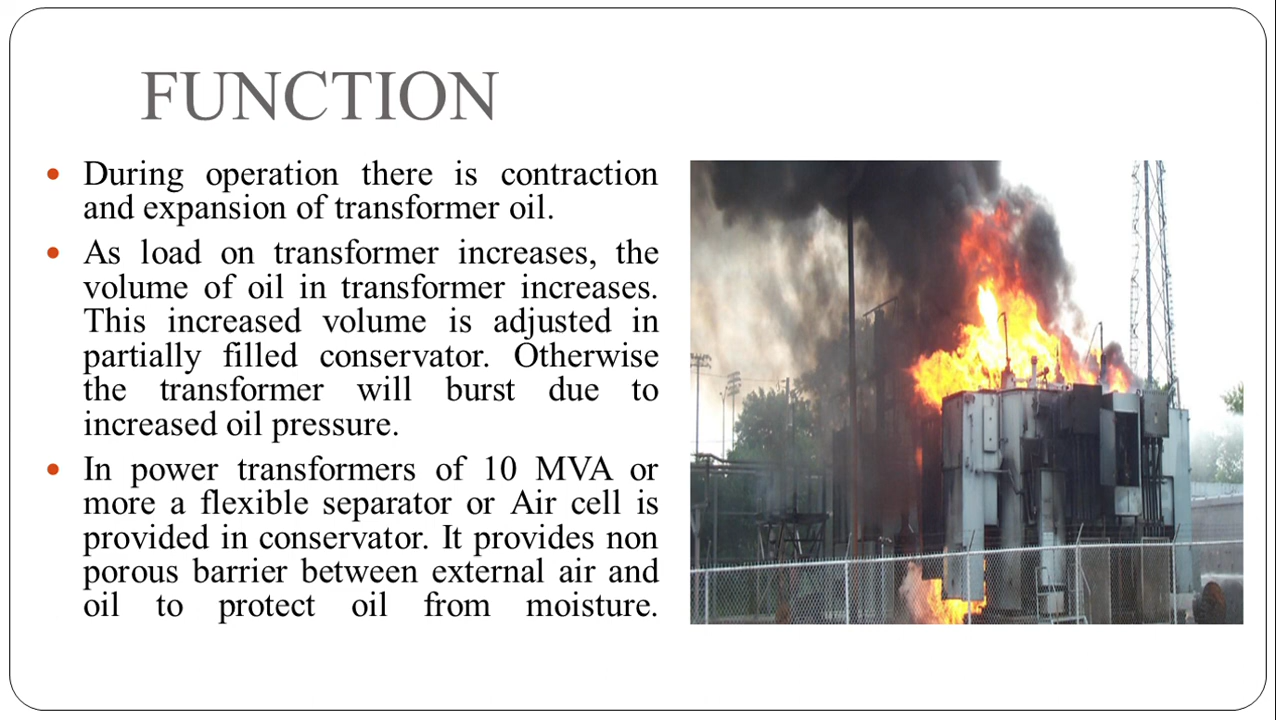 FUNCTION
During operation there is contraction
and expansion of transformer oil.
As load on transformer increases, the
volume of oil in transformer increases.
This increased volume is adjusted in
partially filled conservator. Otherwise
the transformer will burst due to
increased oil pressure.
In power transformers of 10 MVA or
more a flexible separator or Air cell is
provided in conservator. It provides non
porous barrier between external air and
oil to protect oil from moisture.